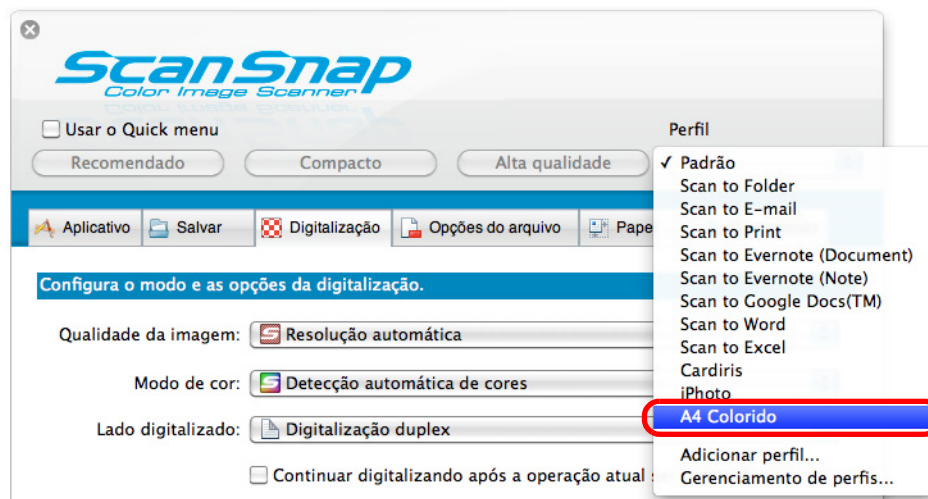 ScanSnap
Color Image Scanner
Usar o Quick menu
Perfil
Recomendado
Compacto
Alta qualidade
Aplicativo
Salvar
Digitalização
Opções do arquivo
Configura o modo e as opções da digitalização.
Qualidade da imagem:
Resolução automática
Modo de cor:
Detecção automática de cores
Lado digitalizado:
Digitalização duplex
Continuar digitalizando após a operação atual
✓ Padrão
Scan to Folder
Scan to E-mail
Scan to Print
Scan to Evernote (Document)
Scan to Evernote (Note)
Scan to Google Docs(TM)
Scan to Word
Scan to Excel
Cardiris
iPhoto
A4 Colorido
Adicionar perfil...
Gerenciamento de perfis...